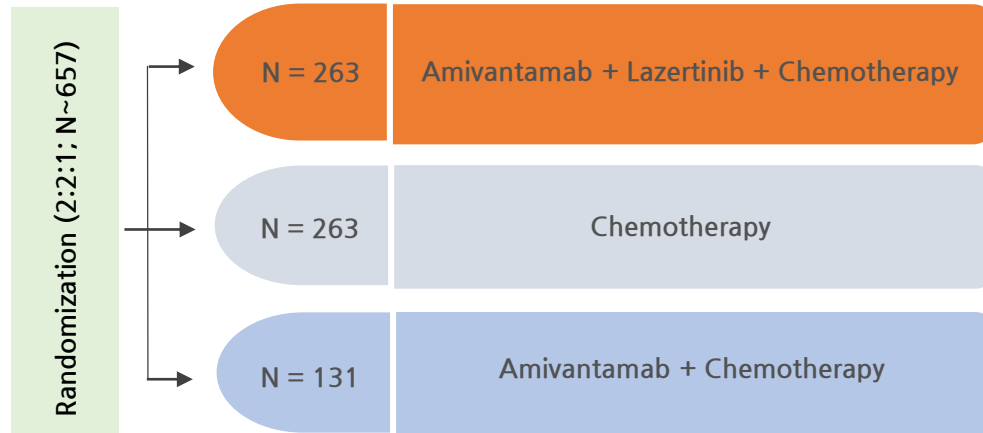 Randomization (2:2:1; N~657)
N = 263
Amivantamab + Lazertinib + Chemotherapy
N = 263
Chemotherapy
N = 131
Amivantamab + Chemotherapy